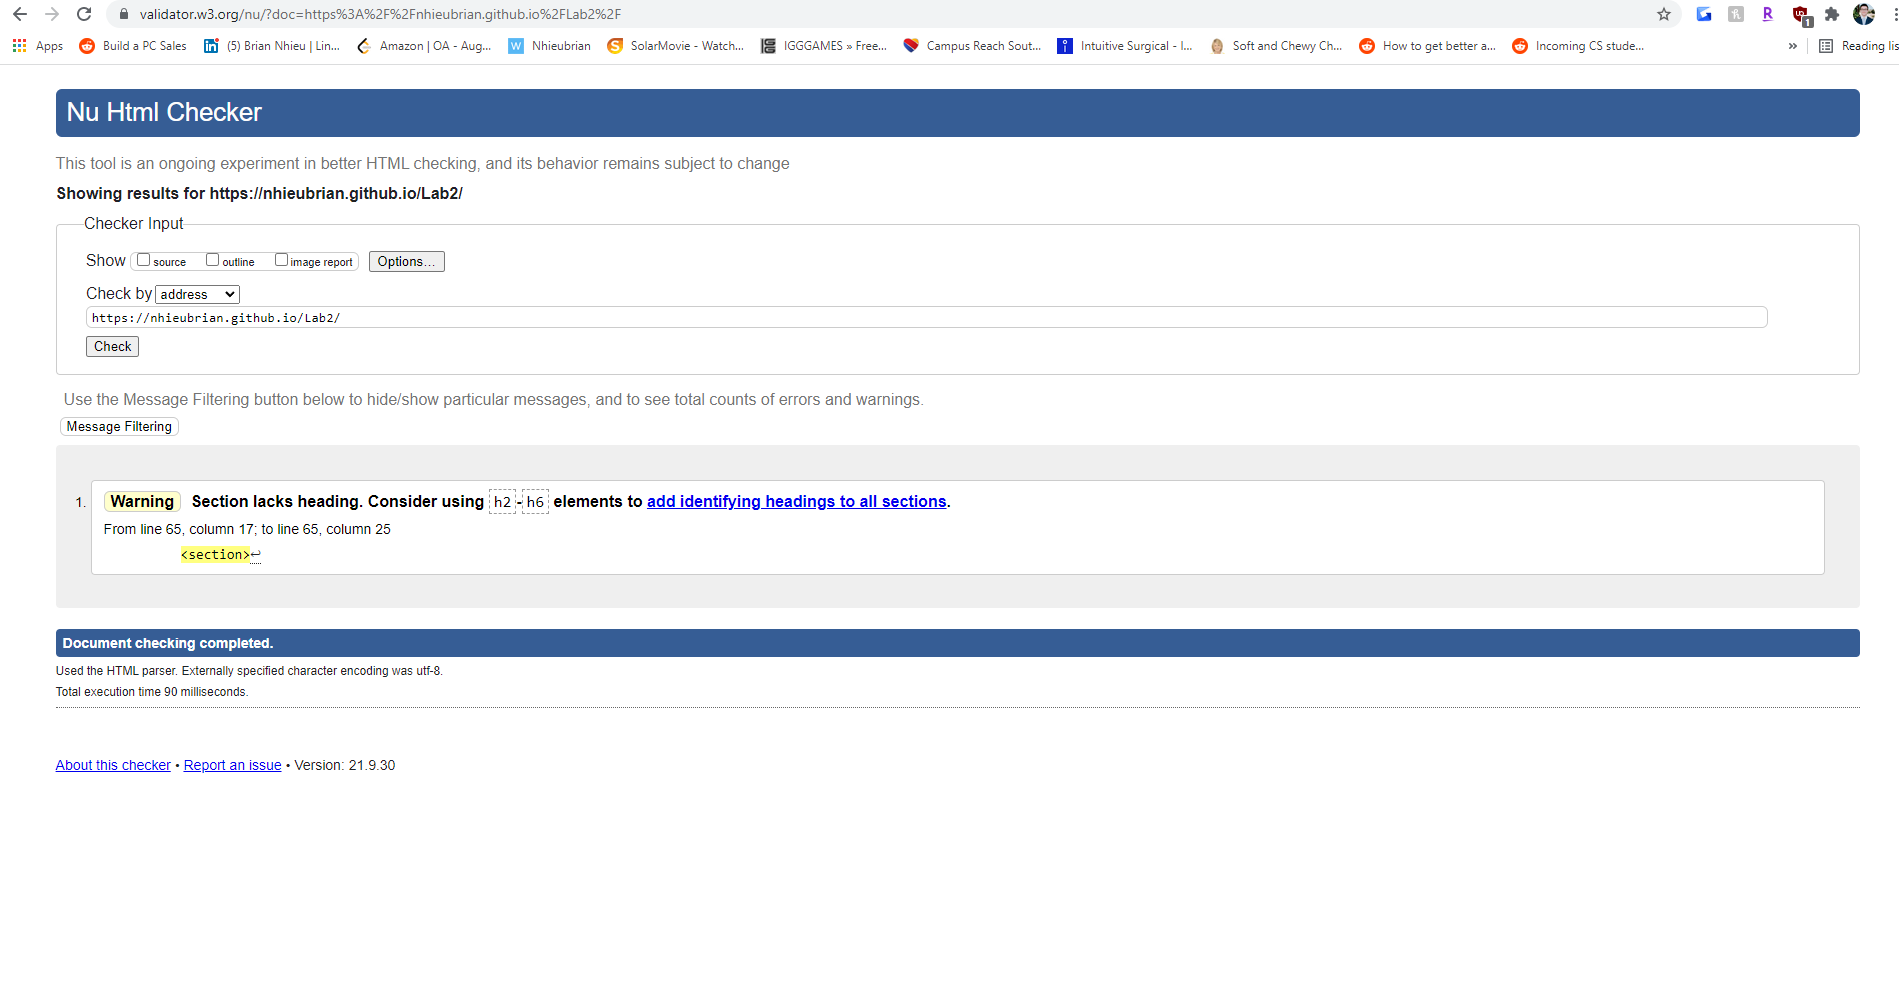 validator.w3.org/nu/?doc=https%3A%2F%2Fnhieubrian.github.io%2FLab2%2F
1
Apps Build a PC Sales (5) Brian Nhieu | Lin... Amazon | OA - Aug... Nhieubrian SolarMovie - Watch... IGGGAMES » Free... Campus Reach Sout... Intuitive Surgical - I... Soft and Chewy Ch... How to get better a... Incoming CS stude... » Reading lis
Nu Html Checker
This tool is an ongoing experiment in better HTML checking, and its behavior remains subject to change
Showing results for https://nhieubrian.github.io/Lab2/
Checker Input
Show source outline image report Options...
Check by address
https://nhieubrian.github.io/Lab2/
Check
Use the Message Filtering button below to hide/show particular messages, and to see total counts of errors and warnings.
Message Filtering
1. Warning Section lacks heading. Consider using h2-h6 elements to add identifying headings to all sections.
From line 65, column 17; to line 65, column 25
<section>↩
Document checking completed.
Used the HTML parser. Externally specified character encoding was utf-8.
Total execution time 90 milliseconds.
About this checker • Report an issue • Version: 21.9.30